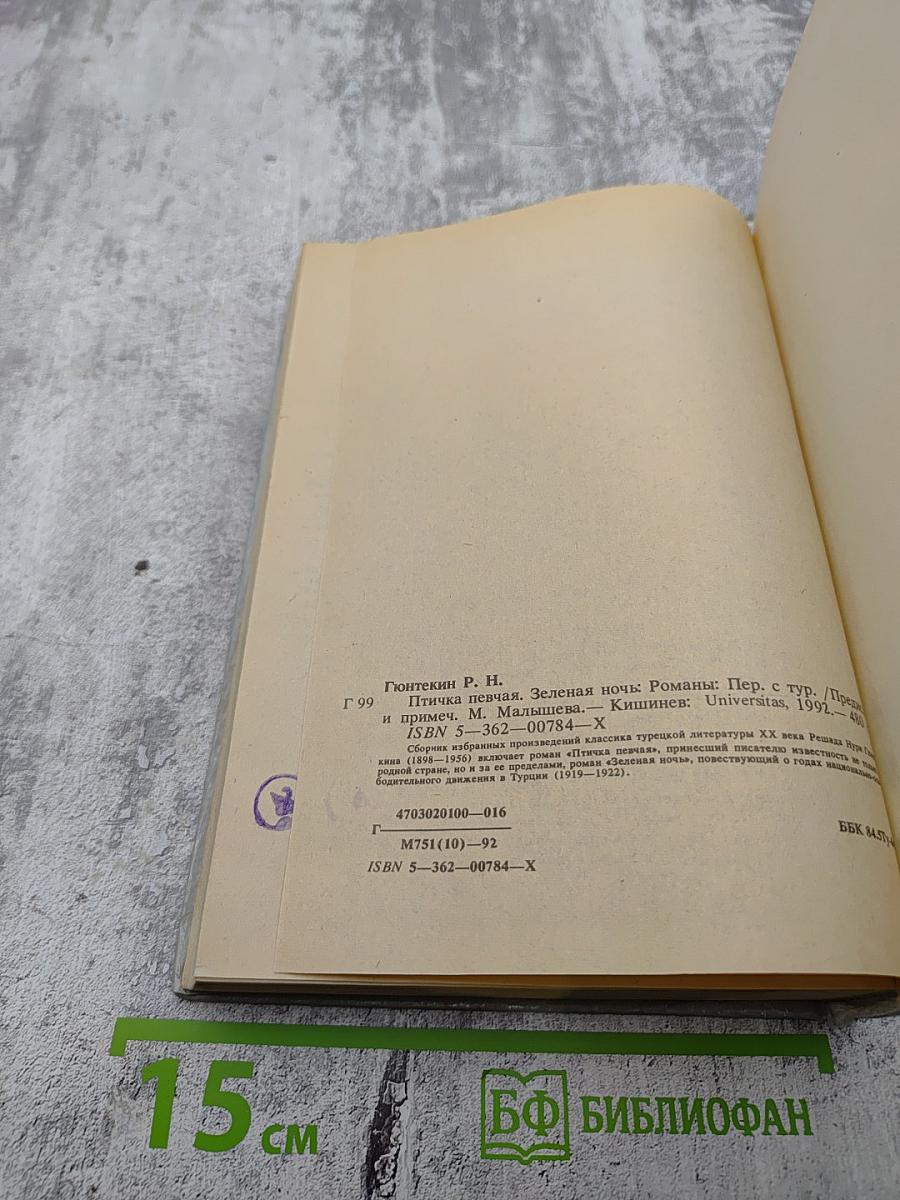 Гюнтекин Р. Н.
Г 99 Птичка певчая. Зеленая ночь: Романы: Пер. с тур. /
и примеч. М. Малышева.— Кишинев: Universitas, 1992.— 480
ISBN 5—362—00784—X
Сборник избранных произведений классика турецкой литературы XX века Решада Нури
кина (1898—1956) включает роман «Птичка певчая», принесший писателю известность не
родной стране, но и за ее пределами, роман «Зеленая ночь», повествующий о годах
бодительного движения в Турции (1919—1922).
4703020100—016
Г
М751(10)—92
ББК
ISBN 5—362—00784—X
15 см
БФ БИБЛИОФАН